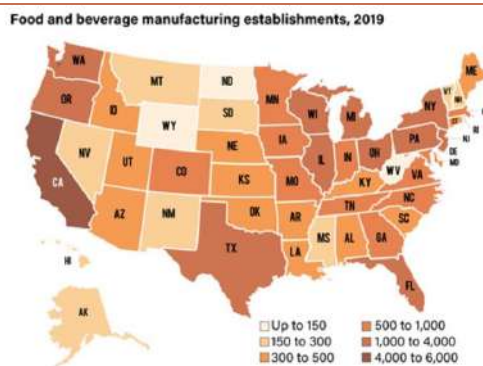 Food and beverage manufacturing establishments, 2019
WA
MT
ND
MN
ME
OR
ID
WY
SD
WI
MI
NY
VT
NH
NV
UT
CO
NE
IA
IL
IN
OH
PA
NJ
RI
CA
KS
MO
KY
WV
VA
DE
MD
AZ
NM
OK
AR
TN
NC
SC
TX
LA
MS
AL
GA
FL
HI
AK
Up to 150
150 to 300
300 to 500
500 to 1,000
1,000 to 4,000
4,000 to 6,000